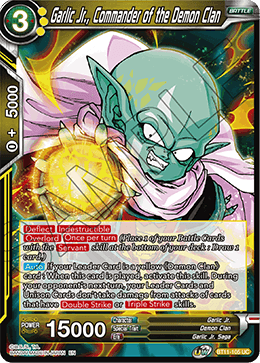 3
Garlic Jr., Commander of the Demon Clan
BATTLE
+ 5000
Deflect Indestructible
Overlord Once per turn (Place 1 of your Battle Cards
with the Servant skill at the bottom of your deck: Draw 1
card.)
Auto If your Leader Card is a yellow 《Demon Clan》
card: When this card is played, activate this skill. During
your opponent's next turn, your Leader Cards and
Unison Cards don't take damage from attacks of cards
that have Double Strike or Triple Strike skills.
POWER
15000
Character
Garlic Jr.
Special Trait
Demon Clan
Era
Garlic Jr. Saga
BT11-105 UC